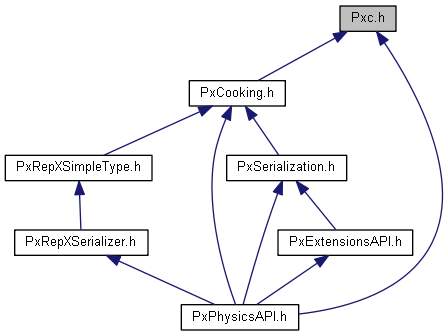 Pxc.h
PxCooking.h
PxRepXSimpleType.h
PxSerialization.h
PxRepXSerializer.h
PxExtensionsAPI.h
PxPhysicsAPI.h